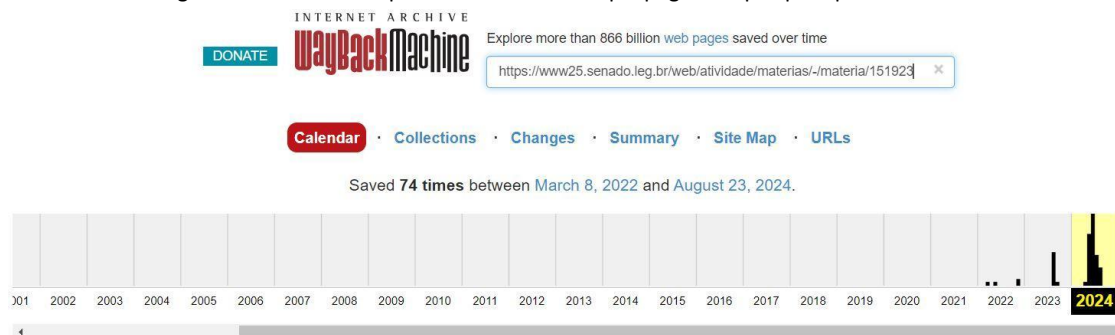 INTERNET ARCHIVE
WayBackMachine
DONATE
Explore more than 866 billion web pages saved over time
https://www25.senado.leg.br/web/atividade/materias/-/materia/151923
×
Calendar · Collections · Changes · Summary · Site Map · URLs
Saved 74 times between March 8, 2022 and August 23, 2024.
2002 2003 2004 2005 2006 2007 2008 2009 2010 2011 2012 2013 2014 2015 2016 2017 2018 2019 2020 2021 2022 2023 2024